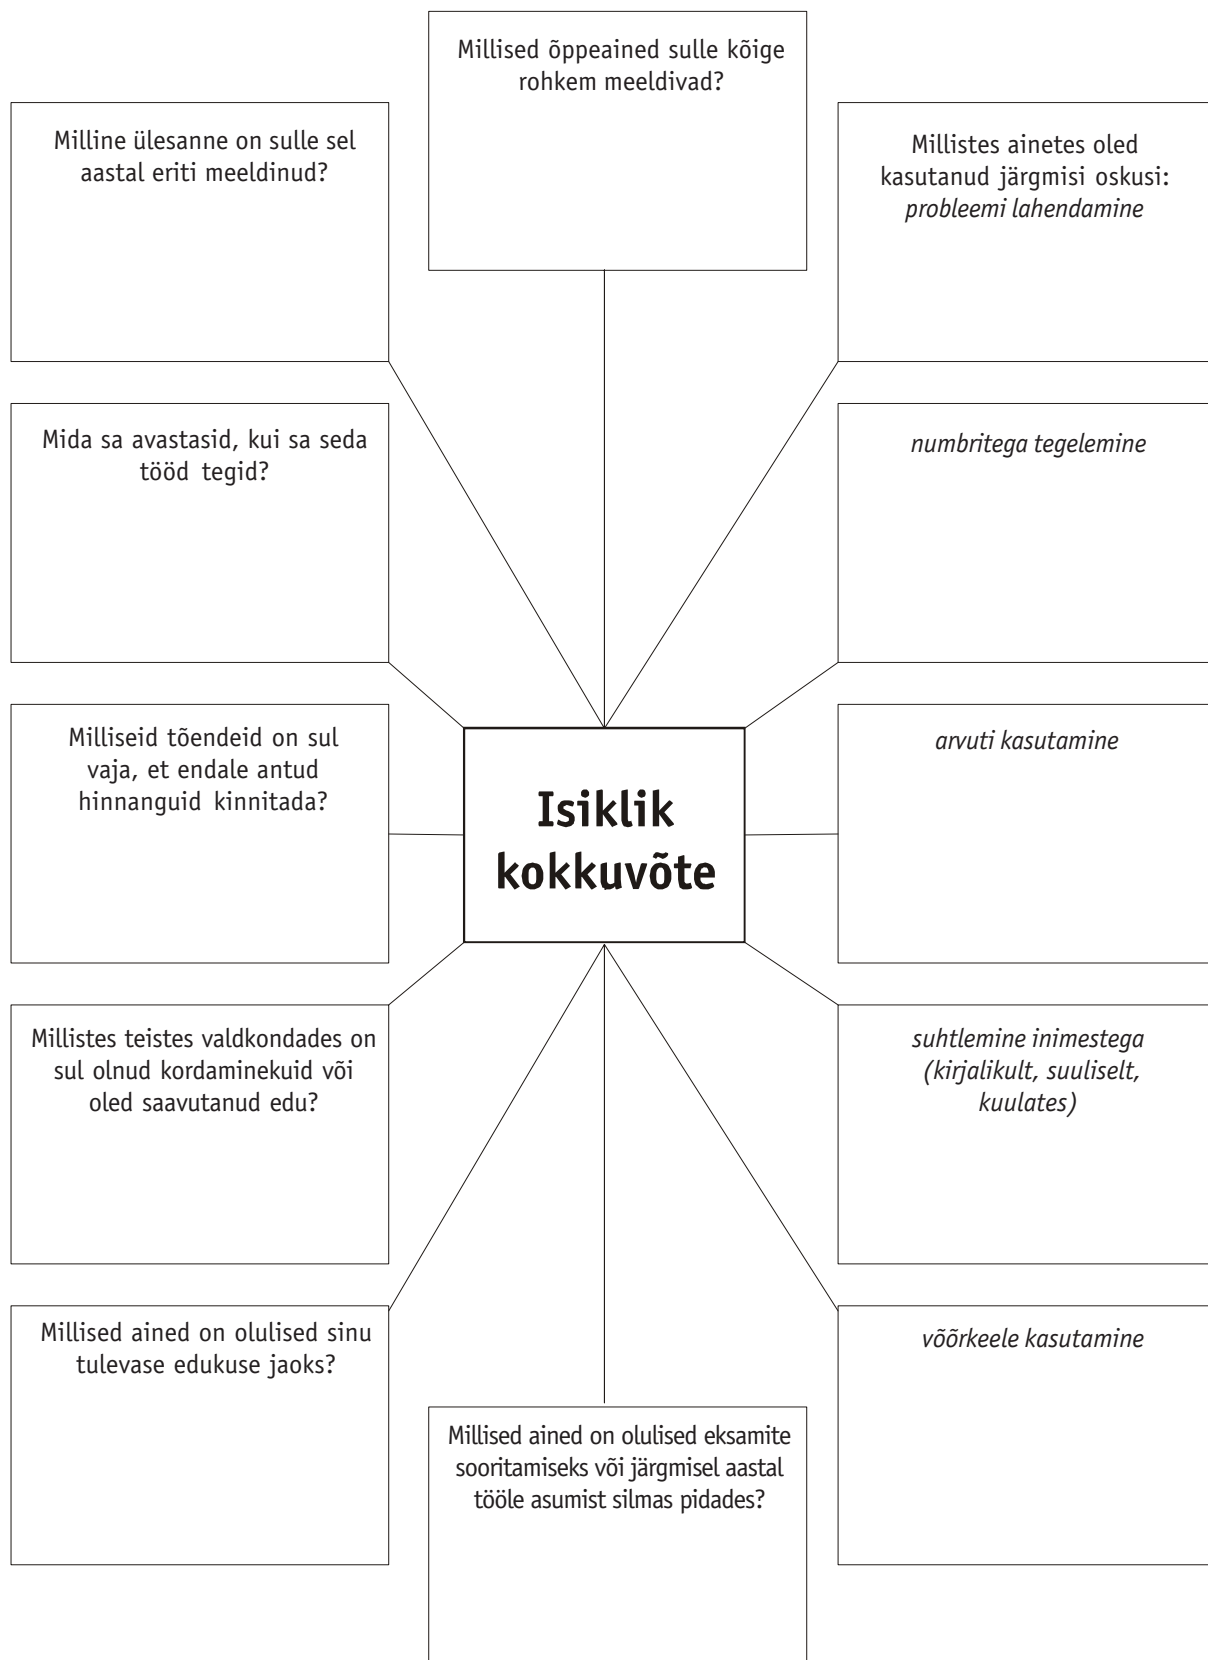 Millised õppeained sulle kõige
rohkem meeldivad?
Milline ülesanne on sulle sel
aastal eriti meeldinud?
Millistes ainetes oled
kasutanud järgmisi oskusi:
probleemi lahendamine
Mida sa avastasid, kui sa seda
tööd tegid?
numbritega tegelemine
Milliseid tõendeid on sul
vaja, et endale antud
hinnanguid kinnitada?
Isiklik
kokkuvõte
arvuti kasutamine
Millistes teistes valdkondades on
sul olnud kordaminekuid või
oled saavutanud edu?
suhtlemine inimestega
(kirjalikult, suuliselt,
kuulates)
Millised ained on olulised sinu
tulevase edukuse jaoks?
võõrkeele kasutamine
Millised ained on olulised eksamite
sooritamiseks või järgmisel aastal
tööle asumist silmas pidades?